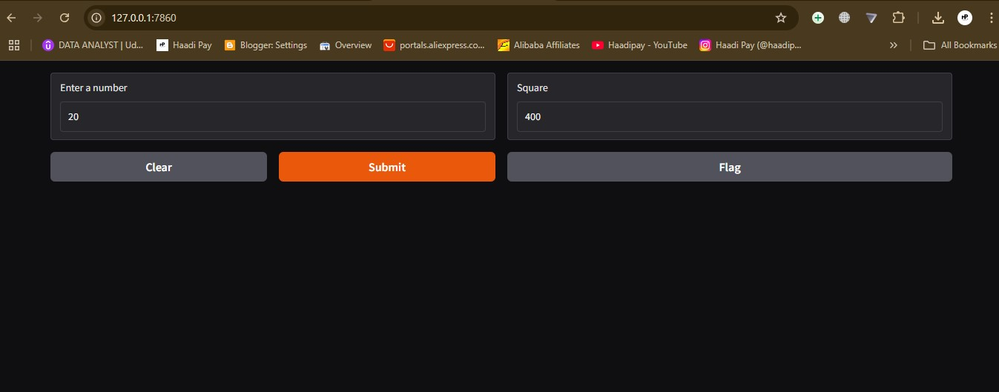 127.0.0.1:7860
DATA ANALYST | Ud... Haadi Pay Blogger: Settings Overview portals.aliexpress.co... Alibaba Affiliates Haadipay - YouTube Haadi Pay (@haadip... » All Bookmarks
Enter a number Square
20 400
Clear Submit Flag